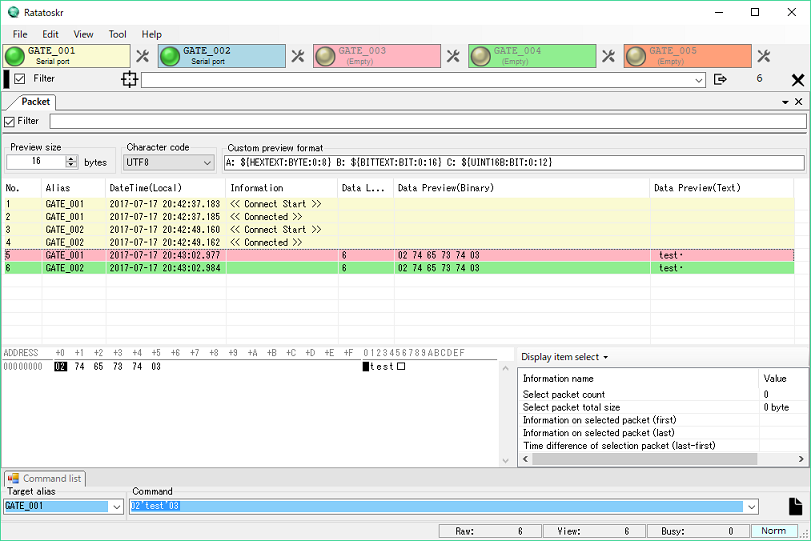 Ratatoskr
File Edit View Tool Help
GATE_001 GATE_002 GATE_003 GATE_004 GATE_005
Serial port Serial port (Empty) (Empty) (Empty)
Filter 6
Packet
Filter
Preview size Character code Custom preview format
16 bytes UTF8 A: ${HEXTEXT:BYTE:0:8} B: ${BITTEXT:BIT:0:16} C: ${UINT16B:BIT:0:12}
No. Alias DateTime(Local) Information Data L... Data Preview(Binary) Data Preview(Text)
1 GATE_001 2017-07-17 20:42:37.183 << Connect Start >>
2 GATE_001 2017-07-17 20:42:37.185 << Connected >>
3 GATE_002 2017-07-17 20:42:49.160 << Connect Start >>
4 GATE_002 2017-07-17 20:42:49.162 << Connected >>
5 GATE_001 2017-07-17 20:43:02.977 6 02 74 65 73 74 03 test・
6 GATE_002 2017-07-17 20:43:02.984 6 02 74 65 73 74 03 test・
ADDRESS +0 +1 +2 +3 +4 +5 +6 +7 +8 +9 +A +B +C +D +E +F 0123456789ABCDEF
00000000 02 74 65 73 74 03 test
Display item select
Information name Value
Select packet count 0
Select packet total size 0 byte
Information on selected packet (first)
Information on selected packet (last)
Time difference of selection packet (last-first)
Command list
Target alias Command
GATE_001 02'test'03
Raw: 6 View: 6 Busy: 0 Norm